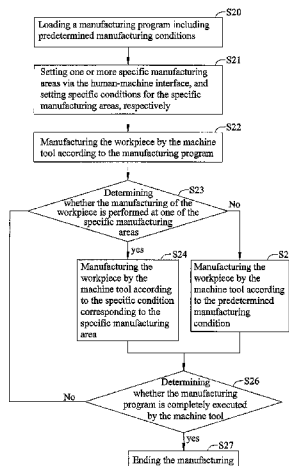 S20
Loading a manufacturing program including
predetermined manufacturing conditions
S21
Setting one or more specific manufacturing
areas via the human-machine interface, and
setting specific conditions for the specific
manufacturing areas, respectively
S22
Manufacturing the workpiece by the machine
tool according to the manufacturing program
S23
Determining
whether the manufacturing of the
workpiece is performed at one of the
specific manufacturing
areas
No
yes
S24
Manufacturing the
workpiece by the
machine tool according
to the specific condition
corresponding to the
specific manufacturing
area
S2
Manufacturing the
workpiece by the
machine tool according
to the predetermined
manufacturing
condition
S26
Determining
whether the manufacturing
program is completely executed
by the machine tool
No
yes
S27
Ending the manufacturing